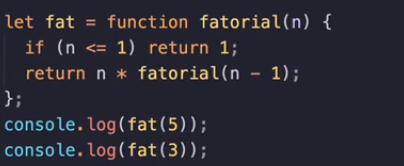 let fat = function fatorial(n) {
  if (n <= 1) return 1;
  return n * fatorial(n - 1);
};
console.log(fat(5));
console.log(fat(3));